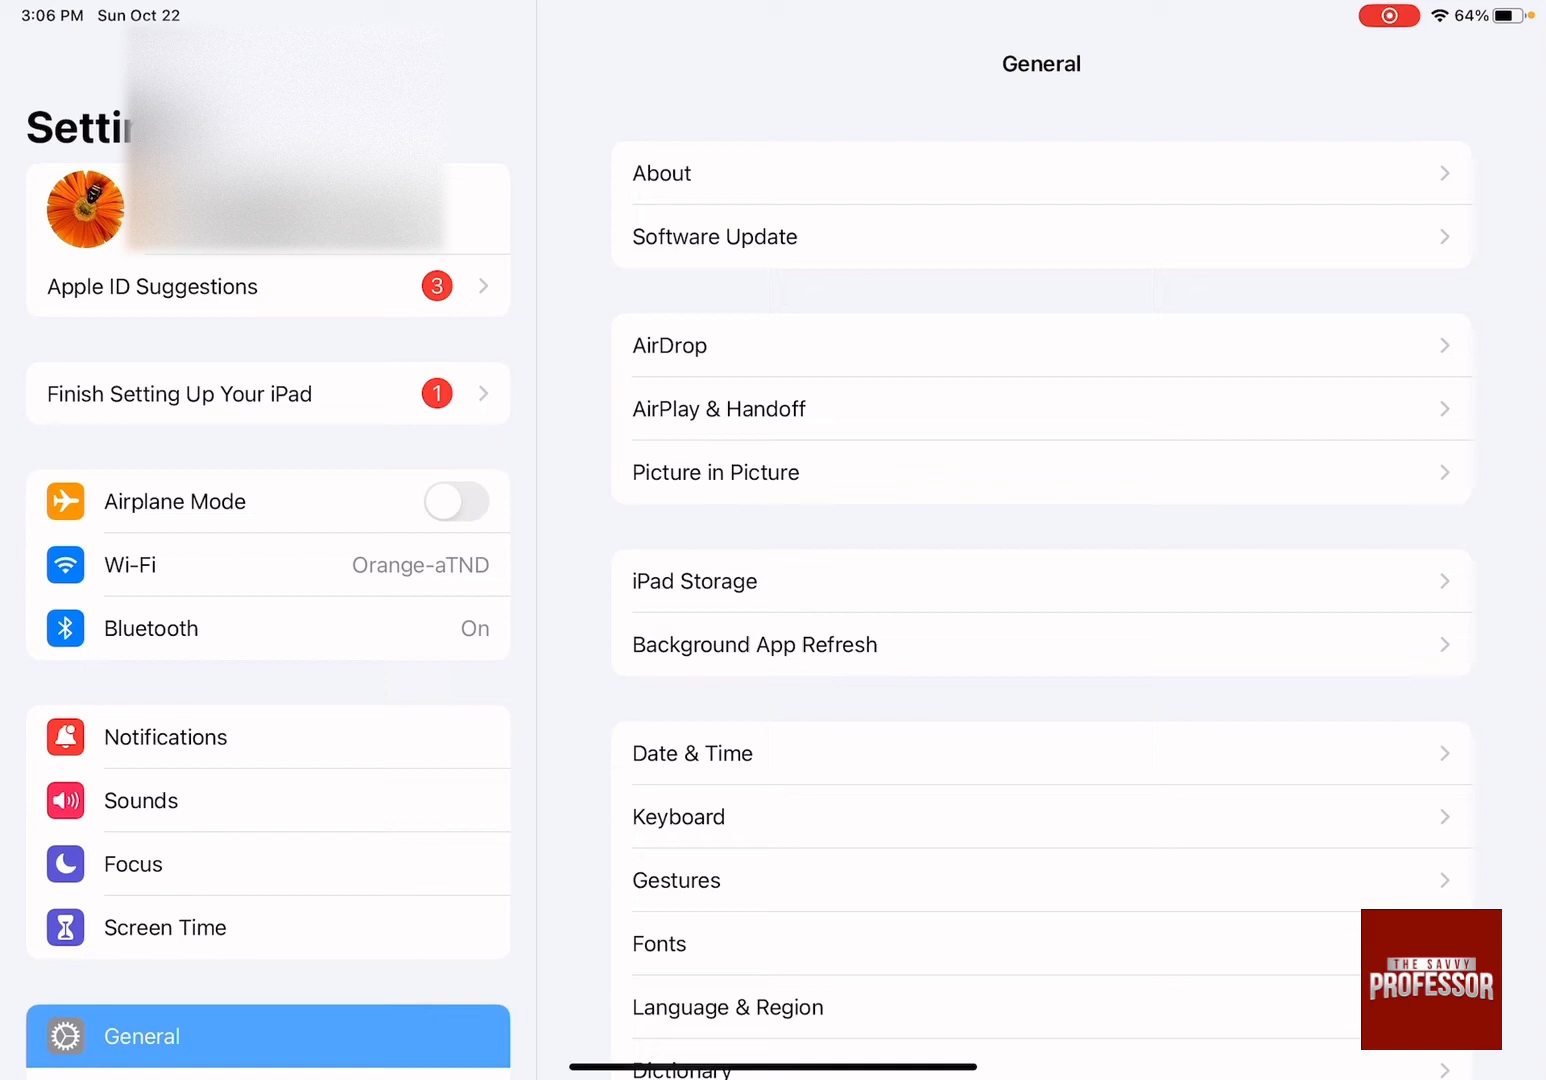 3:06 PM Sun Oct 22
64%
Apple ID Suggestions 3
Finish Setting Up Your iPad 1
Airplane Mode
Wi-Fi Orange-aTND
Bluetooth On
Notifications
Sounds
Focus
Screen Time
General
General
About
Software Update
AirDrop
AirPlay & Handoff
Picture in Picture
iPad Storage
Background App Refresh
Date & Time
Keyboard
Gestures
Fonts
Language & Region
Dictionary
THE SAVVY
PROFESSOR